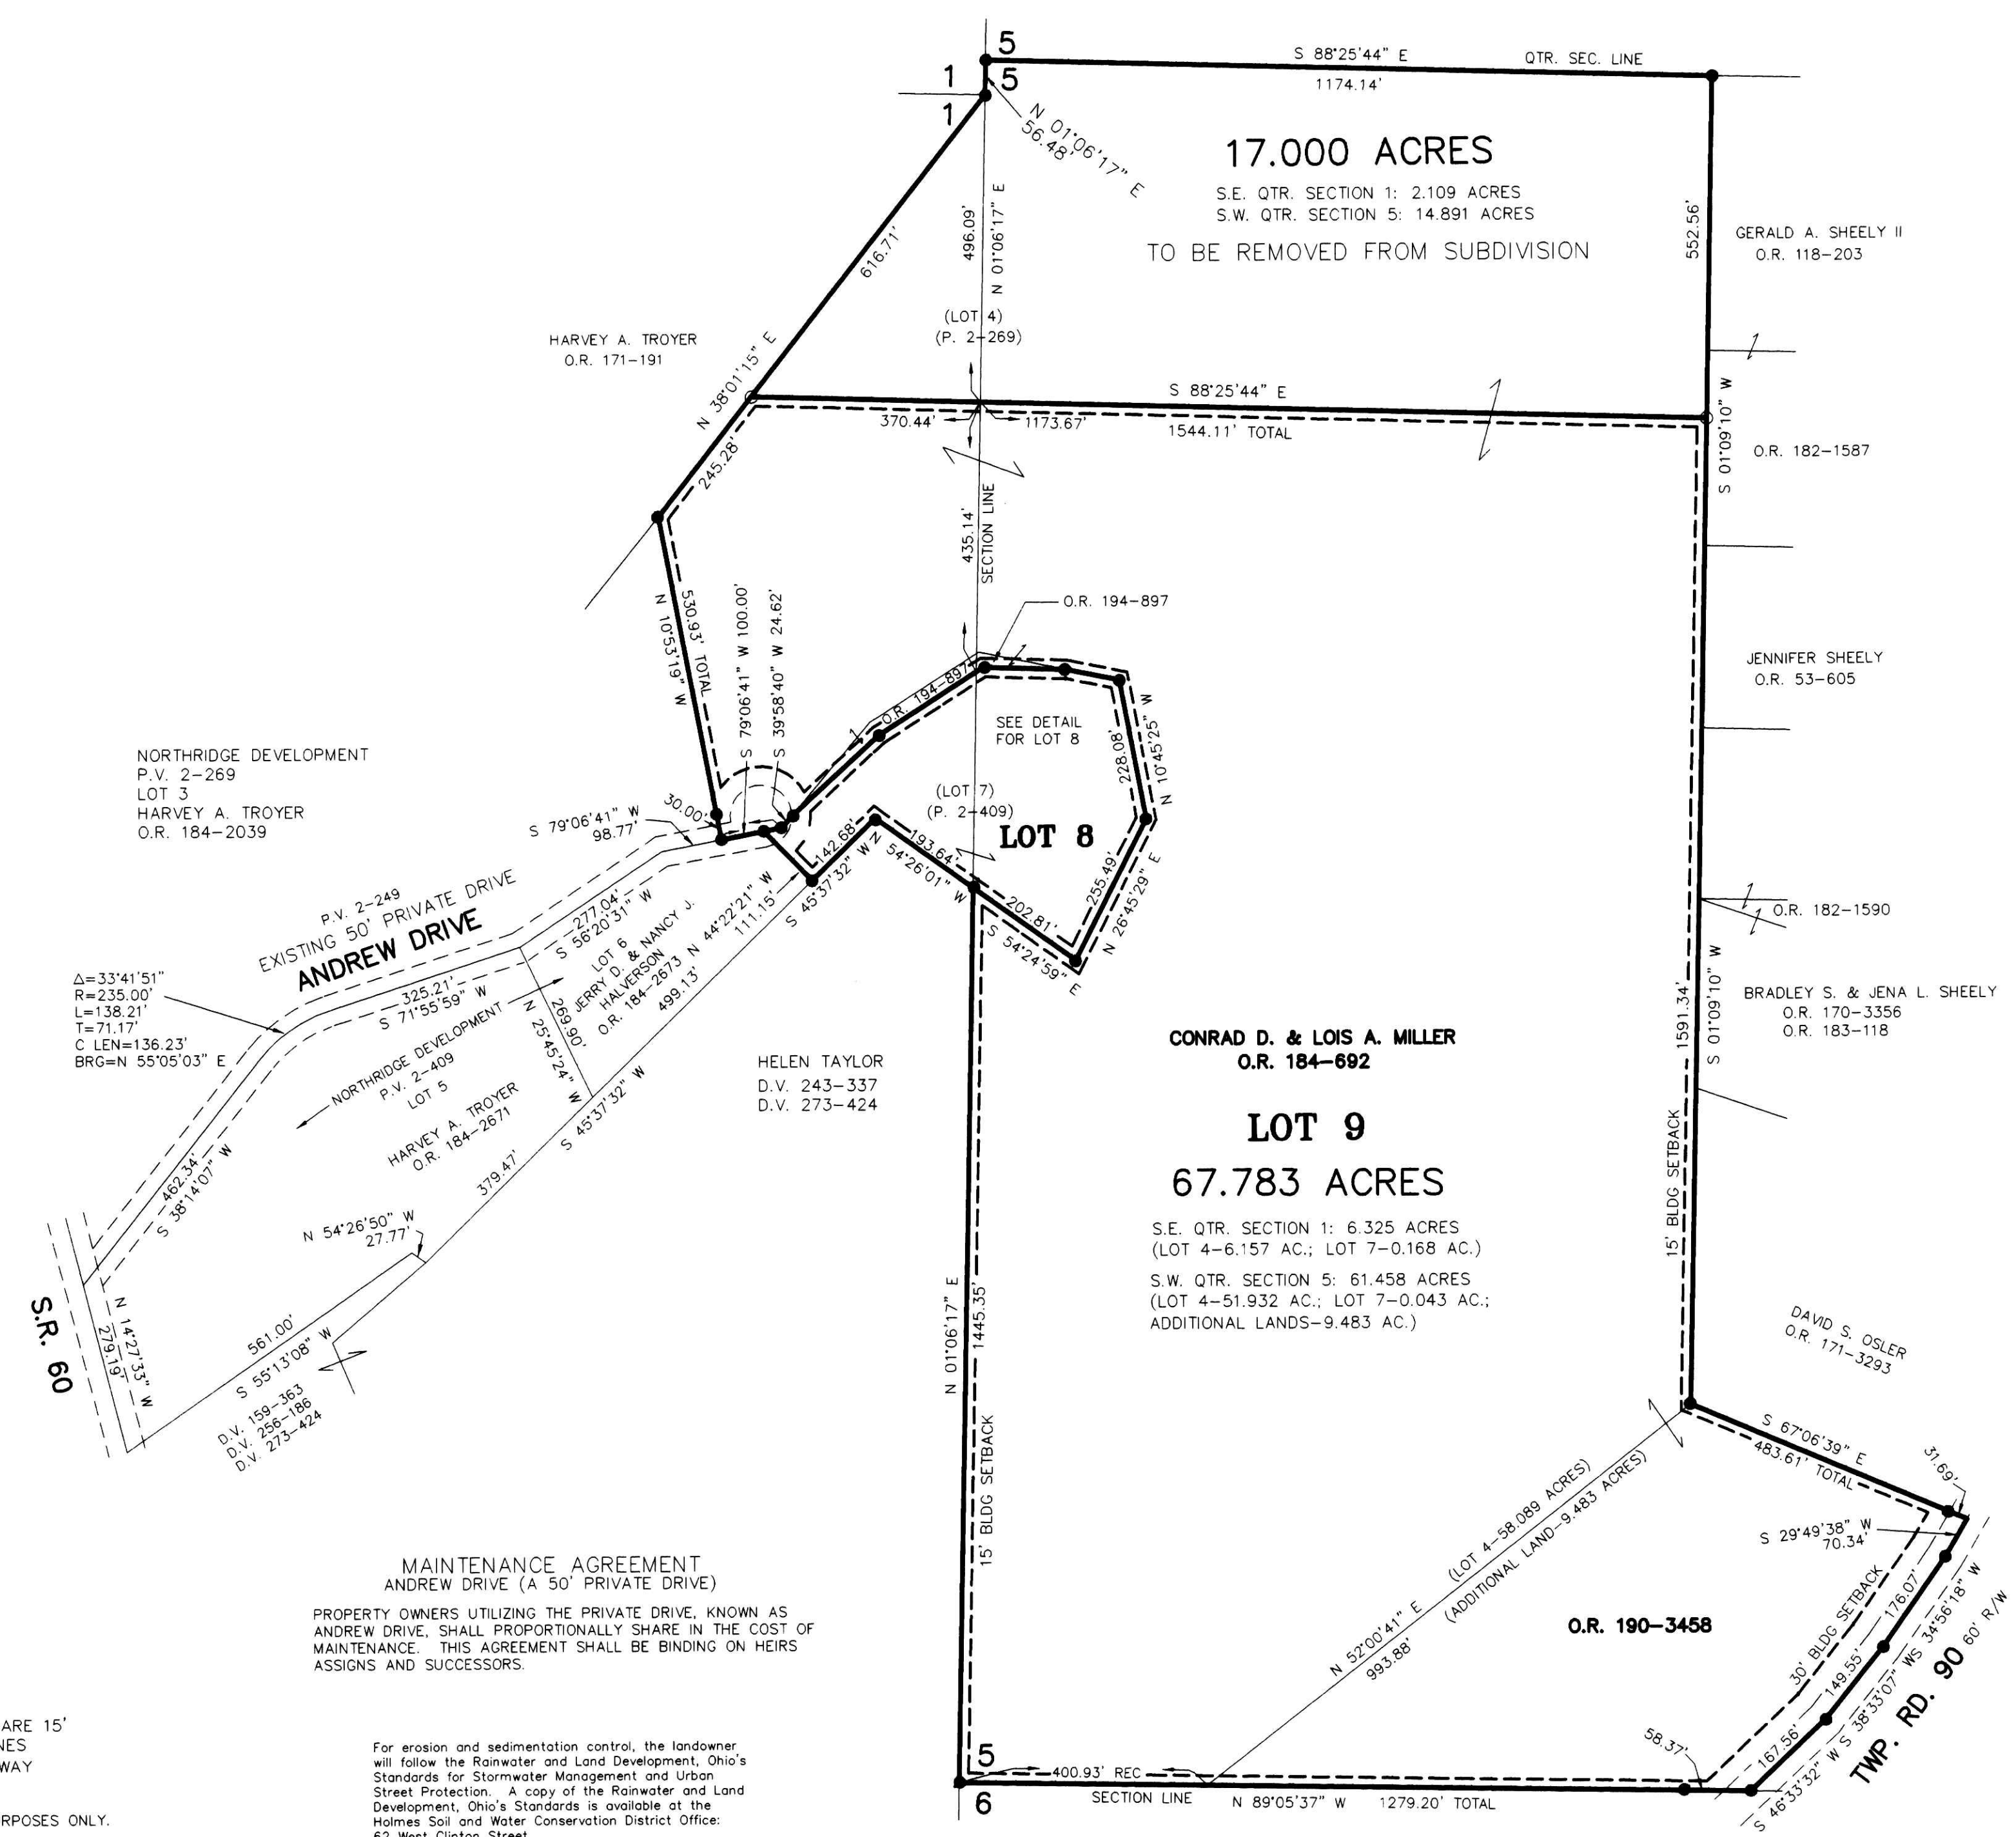 5
S 88°25'44" E
QTR. SEC. LINE
1
5
1174.14'
1
N 01°06'17" E
56.48'
17.000 ACRES
S.E. QTR. SECTION 1: 2.109 ACRES
S.W. QTR. SECTION 5: 14.891 ACRES
TO BE REMOVED FROM SUBDIVISION
496.09'
N 01°06'17" E
616.71'
552.56'
GERALD A. SHEELY II
O.R. 118-203
(LOT 4)
(P. 2-269)
HARVEY A. TROYER
O.R. 171-191
N 38°01'15" E
245.28'
S 88°25'44" E
370.44'
1173.67'
1544.11' TOTAL
S 01°09'10" W
O.R. 182-1587
435.14'
SECTION LINE
530.93' TOTAL
N 10°53'19" W
S 79°06'41" W 100.00'
S 39°58'40" W 24.62'
O.R. 194-897
O.R. 194-897
JENNIFER SHEELY
O.R. 53-605
SEE DETAIL
FOR LOT 8
228.08'
N 10°45'25" W
NORTHRIDGE DEVELOPMENT
P.V. 2-269
LOT 3
HARVEY A. TROYER
O.R. 184-2039
30.00'
S 79°06'41" W
98.77'
(LOT 7)
(P. 2-409)
LOT 8
142.68'
S 45°37'32" W
193.64'
N 54°26'01" W
255.49'
N 26°45'29" E
202.81'
S 54°24'59" E
P.V. 2-249
EXISTING 50' PRIVATE DRIVE
ANDREW DRIVE
277.04'
S 56°20'31" W
LOT 6
JERRY D. & NANCY J.
HALVERSON
O.R. 184-2673
N 44°22'21" W
111.15'
499.13'
O.R. 182-1590
Δ=33°41'51"
R=235.00'
L=138.21'
T=71.17'
C LEN=136.23'
BRG=N 55°05'03" E
325.21'
S 71°55'59" W
269.90'
N 25°45'24" W
NORTHRIDGE DEVELOPMENT
P.V. 2-409
LOT 5
HARVEY A. TROYER
O.R. 184-2671
S 45°37'32" W
379.47'
HELEN TAYLOR
D.V. 243-337
D.V. 273-424
CONRAD D. & LOIS A. MILLER
O.R. 184-692
LOT 9
67.783 ACRES
S.E. QTR. SECTION 1: 6.325 ACRES
(LOT 4-6.157 AC.; LOT 7-0.168 AC.)
S.W. QTR. SECTION 5: 61.458 ACRES
(LOT 4-51.932 AC.; LOT 7-0.043 AC.;
ADDITIONAL LANDS-9.483 AC.)
1591.34'
S 01°09'10" W
15' BLDG SETBACK
BRADLEY S. & JENA L. SHEELY
O.R. 170-3356
O.R. 183-118
462.34'
S 38°14'07" W
N 54°26'50" W
27.77'
S.R. 60
N 14°27'33" W
279.19'
561.00'
S 55°13'08" W
D.V. 159-363
D.V. 256-186
D.V. 273-424
N 01°06'17" E
1445.35'
15' BLDG SETBACK
DAVID S. OSLER
O.R. 171-3293
S 67°06'39" E
483.61' TOTAL
31.69'
S 29°49'38" W
70.34'
(LOT 4-58.089 ACRES)
(ADDITIONAL LAND-9.483 ACRES)
N 52°00'41" E
993.88'
O.R. 190-3458
30' BLDG SETBACK
176.07'
S 34°56'18" W
149.55'
S 38°33'07" W
167.56'
S 46°33'32" W
TWP. RD. 90 60' R/W
58.37'
MAINTENANCE AGREEMENT
ANDREW DRIVE (A 50' PRIVATE DRIVE)
PROPERTY OWNERS UTILIZING THE PRIVATE DRIVE, KNOWN AS
ANDREW DRIVE, SHALL PROPORTIONALLY SHARE IN THE COST OF
MAINTENANCE. THIS AGREEMENT SHALL BE BINDING ON HEIRS
ASSIGNS AND SUCCESSORS.
ARE 15'
NES
WAY
RPOSES ONLY.
For erosion and sedimentation control, the landowner
will follow the Rainwater and Land Development, Ohio's
Standards for Stormwater Management and Urban
Street Protection. A copy of the Rainwater and Land
Development, Ohio's Standards is available at the
Holmes Soil and Water Conservation District Office:
62 West Clinton Street
5
6
400.93' REC
SECTION LINE
N 89°05'37" W
1279.20' TOTAL